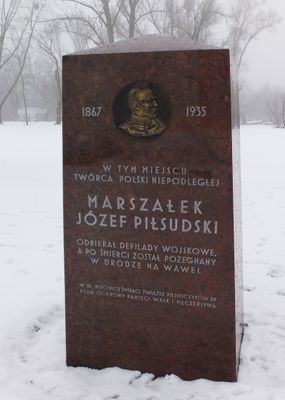 1867 1935
W TYM MIEJSCU
TWÓRCA POLSKI NIEPODLEGŁEJ
MARSZAŁEK
JÓZEF PIŁSUDSKI
ODBIERAŁ DEFILADY WOJSKOWE,
A PO ŚMIERCI ZOSTAŁ POŻEGNANY
W DRODZE NA WAWEL
ROCZNICĘ ŚMIERCI ZWIĄZEK PIŁSUDCZYKÓW RP
RADA OCHRONY PAMIĘCI WALK I MĘCZEŃSTWA